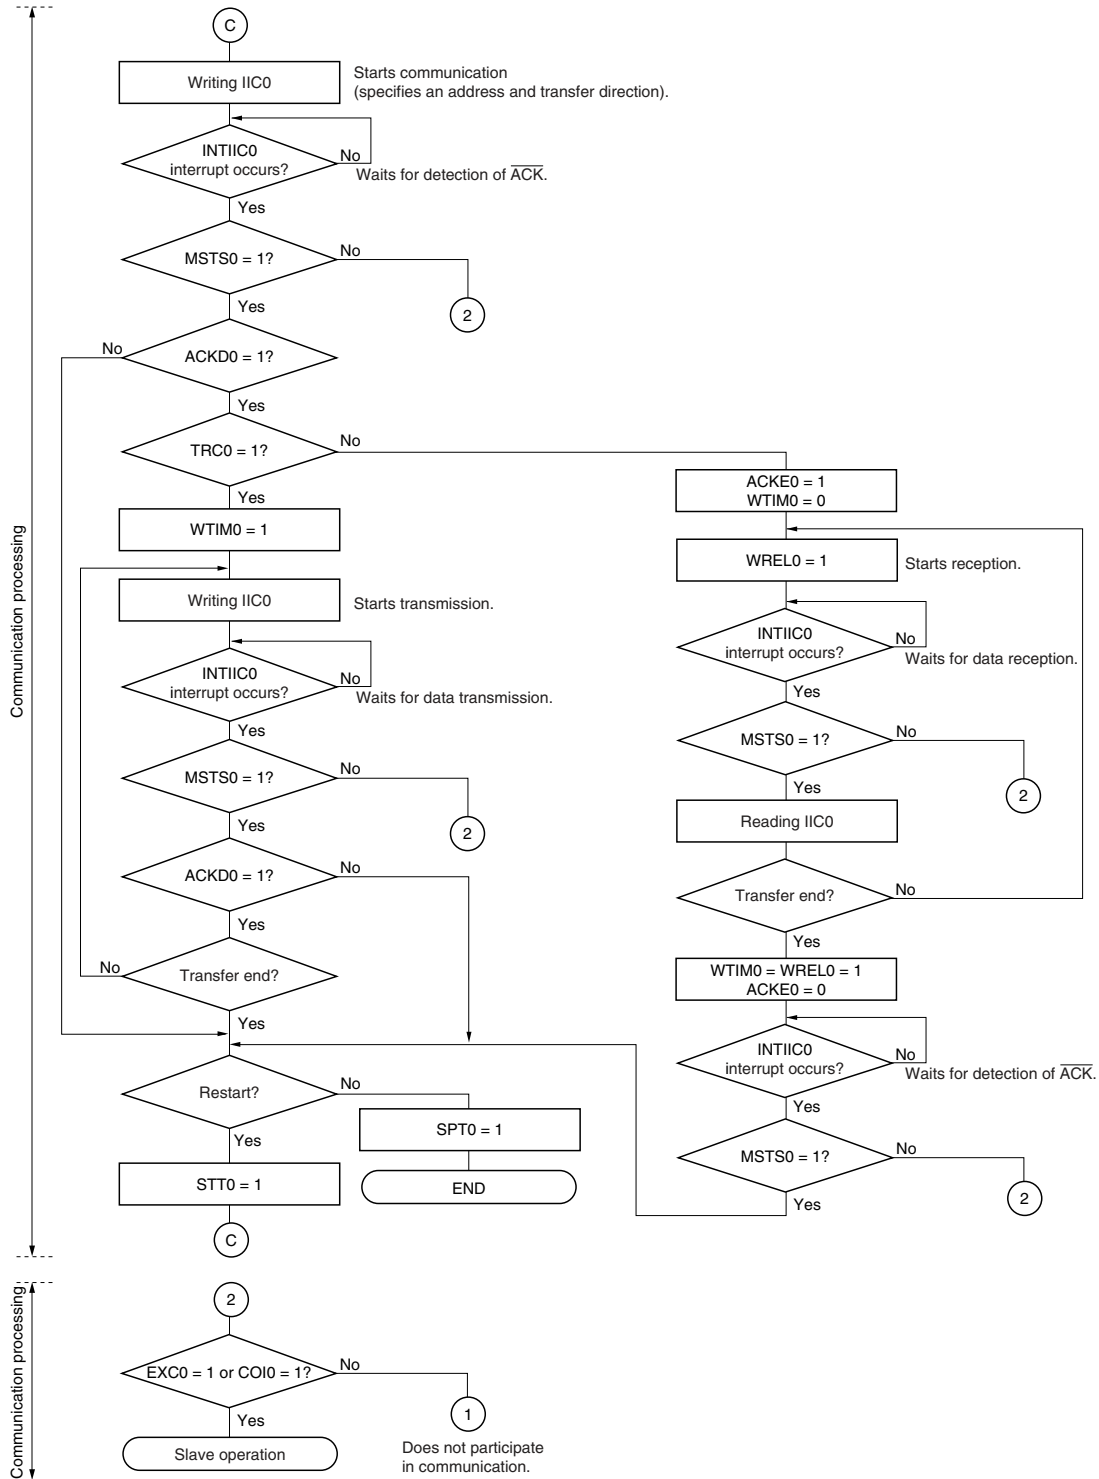 C
Writing IIC0
Starts communication
(specifies an address and transfer direction).
INTIIC0
interrupt occurs?
No
Waits for detection of ACK.
Yes
MSTS0 = 1?
No
2
Yes
ACKD0 = 1?
No
Yes
TRC0 = 1?
No
Yes
WTIM0 = 1
Writing IIC0
Starts transmission.
INTIIC0
interrupt occurs?
No
Waits for data transmission.
Yes
MSTS0 = 1?
No
2
Yes
ACKD0 = 1?
No
Yes
Transfer end?
No
Yes
Restart?
No
SPT0 = 1
END
Yes
STT0 = 1
C
ACKE0 = 1
WTIM0 = 0
WREL0 = 1
Starts reception.
INTIIC0
interrupt occurs?
No
Waits for data reception.
Yes
MSTS0 = 1?
No
2
Yes
Reading IIC0
Transfer end?
No
Yes
WTIM0 = WREL0 = 1
ACKE0 = 0
INTIIC0
interrupt occurs?
No
Waits for detection of ACK.
Yes
MSTS0 = 1?
No
2
Yes
Communication processing
2
EXC0 = 1 or COI0 = 1?
No
1
Does not participate
in communication.
Yes
Slave operation
Communication processing